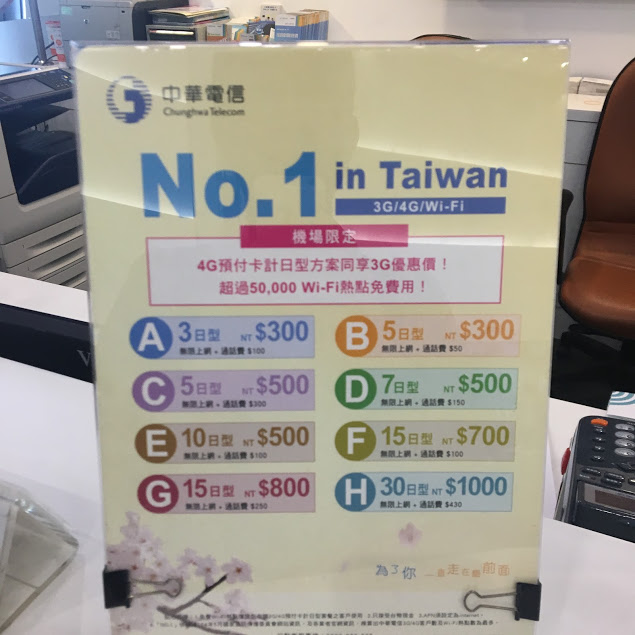 中華電信
Chunghwa Telecom
No.1 in Taiwan
3G/4G/Wi-Fi
機場限定
4G預付卡計日型方案同享3G優惠價！
超過50,000 Wi-Fi熱點免費用！
A 3日型 NT $300
無限上網 + 通話費 $100
B 5日型 NT $300
無限上網 + 通話費 $50
C 5日型 NT $500
無限上網 + 通話費 $300
D 7日型 NT $500
無限上網 + 通話費 $150
E 10日型 NT $500
無限上網 + 通話費 $100
F 15日型 NT $700
無限上網 + 通話費 $100
G 15日型 NT $800
無限上網 + 通話費 $250
H 30日型 NT $1000
無限上網 + 通話費 $430
為了你 一直走在最前面